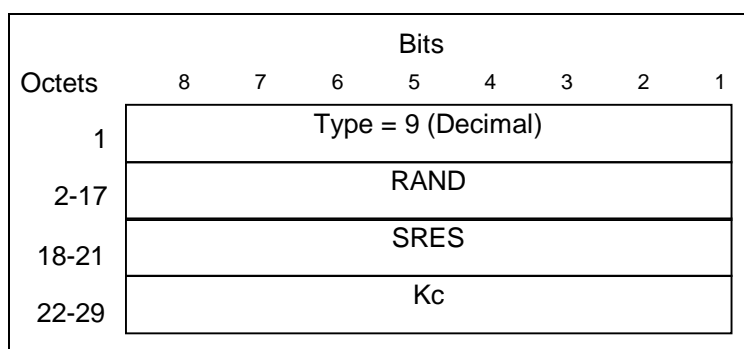 Bits
Octets 8 7 6 5 4 3 2 1
1 Type = 9 (Decimal)
2-17 RAND
18-21 SRES
22-29 Kc